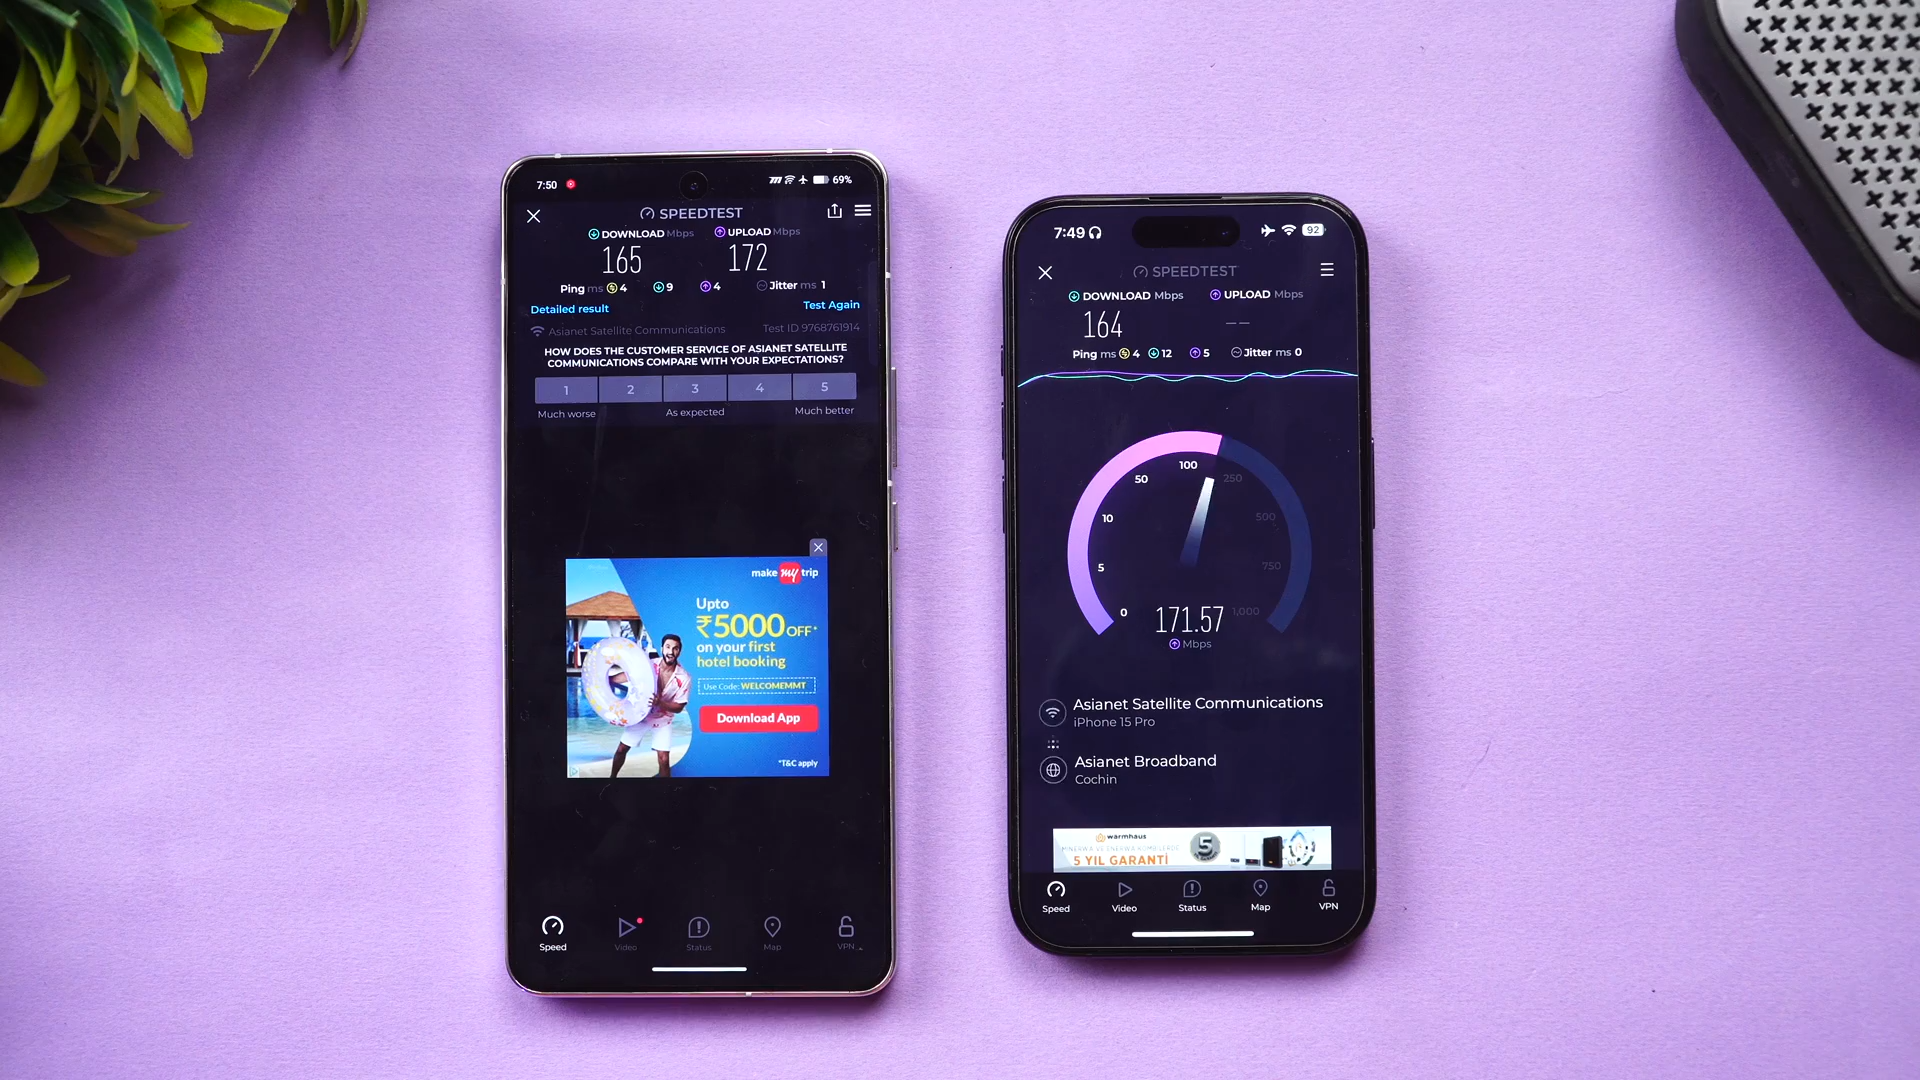 7:50
69%
SPEEDTEST
DOWNLOAD Mbps UPLOAD Mbps
165 172
Ping ms 4 9 4 Jitter ms 1
Detailed result Test Again
Asianet Satellite Communications Test ID 9768761914
HOW DOES THE CUSTOMER SERVICE OF ASIANET SATELLITE
COMMUNICATIONS COMPARE WITH YOUR EXPECTATIONS?
1 2 3 4 5
Much worse As expected Much better
make my trip
Upto
₹5000 OFF*
on your first
hotel booking
Use Code: WELCOMEMMT
Download App
*T&C apply
Speed Video Status Map VPN
7:49 92
SPEEDTEST
DOWNLOAD Mbps UPLOAD Mbps
164 --
Ping ms 4 12 5 Jitter ms 0
0 5 10 50 100 250 500 750 1,000
171.57
Mbps
Asianet Satellite Communications
iPhone 15 Pro
Asianet Broadband
Cochin
warmhaus
5 YIL GARANTİ
5
Speed Video Status Map VPN